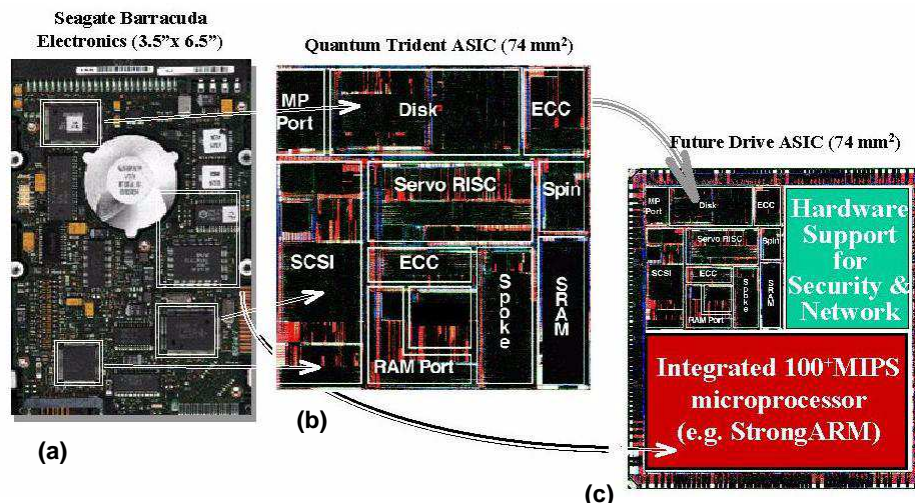 Seagate Barracuda
Electronics (3.5”x 6.5”)
Quantum Trident ASIC (74 mm²)
Future Drive ASIC (74 mm²)
MP
Port
Disk
ECC
Servo RISC
Spin
SCSI
ECC
Spoke
SRAM
RAM Port
MP
Port
Disk
ECC
Servo RISC
Spin
SCSI
ECC
Spoke
SRAM
RAM Port
Hardware
Support
for
Security &
Network
Integrated 100⁺MIPS
microprocessor
(e.g. StrongARM)
(a)
(b)
(c)